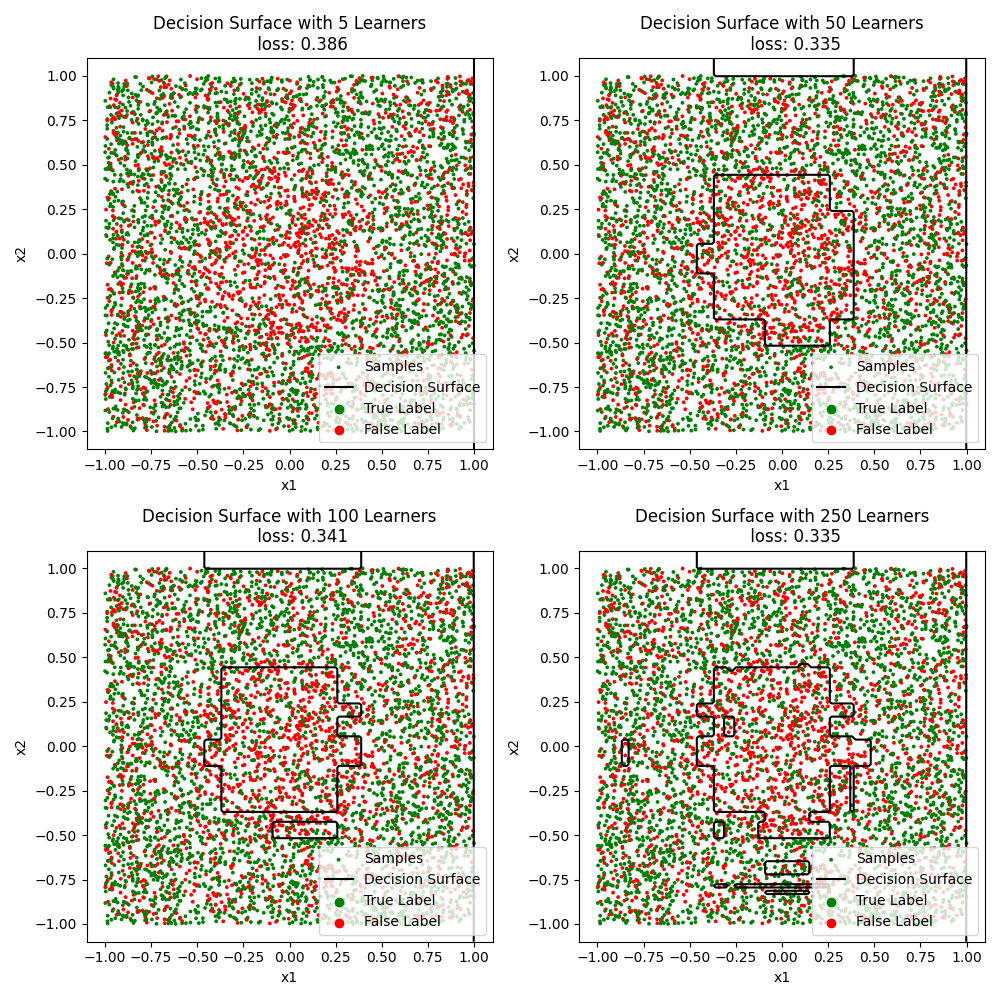 Decision Surface with 5 Learners
loss: 0.386
x2
1.00
0.75
0.50
0.25
0.00
−0.25
−0.50
−0.75
−1.00
Samples
Decision Surface
True Label
False Label
−1.00 −0.75 −0.50 −0.25 0.00 0.25 0.50 0.75 1.00
x1
Decision Surface with 50 Learners
loss: 0.335
x2
1.00
0.75
0.50
0.25
0.00
−0.25
−0.50
−0.75
−1.00
Samples
Decision Surface
True Label
False Label
−1.00 −0.75 −0.50 −0.25 0.00 0.25 0.50 0.75 1.00
x1
Decision Surface with 100 Learners
loss: 0.341
x2
1.00
0.75
0.50
0.25
0.00
−0.25
−0.50
−0.75
−1.00
Samples
Decision Surface
True Label
False Label
−1.00 −0.75 −0.50 −0.25 0.00 0.25 0.50 0.75 1.00
x1
Decision Surface with 250 Learners
loss: 0.335
x2
1.00
0.75
0.50
0.25
0.00
−0.25
−0.50
−0.75
−1.00
Samples
Decision Surface
True Label
False Label
−1.00 −0.75 −0.50 −0.25 0.00 0.25 0.50 0.75 1.00
x1